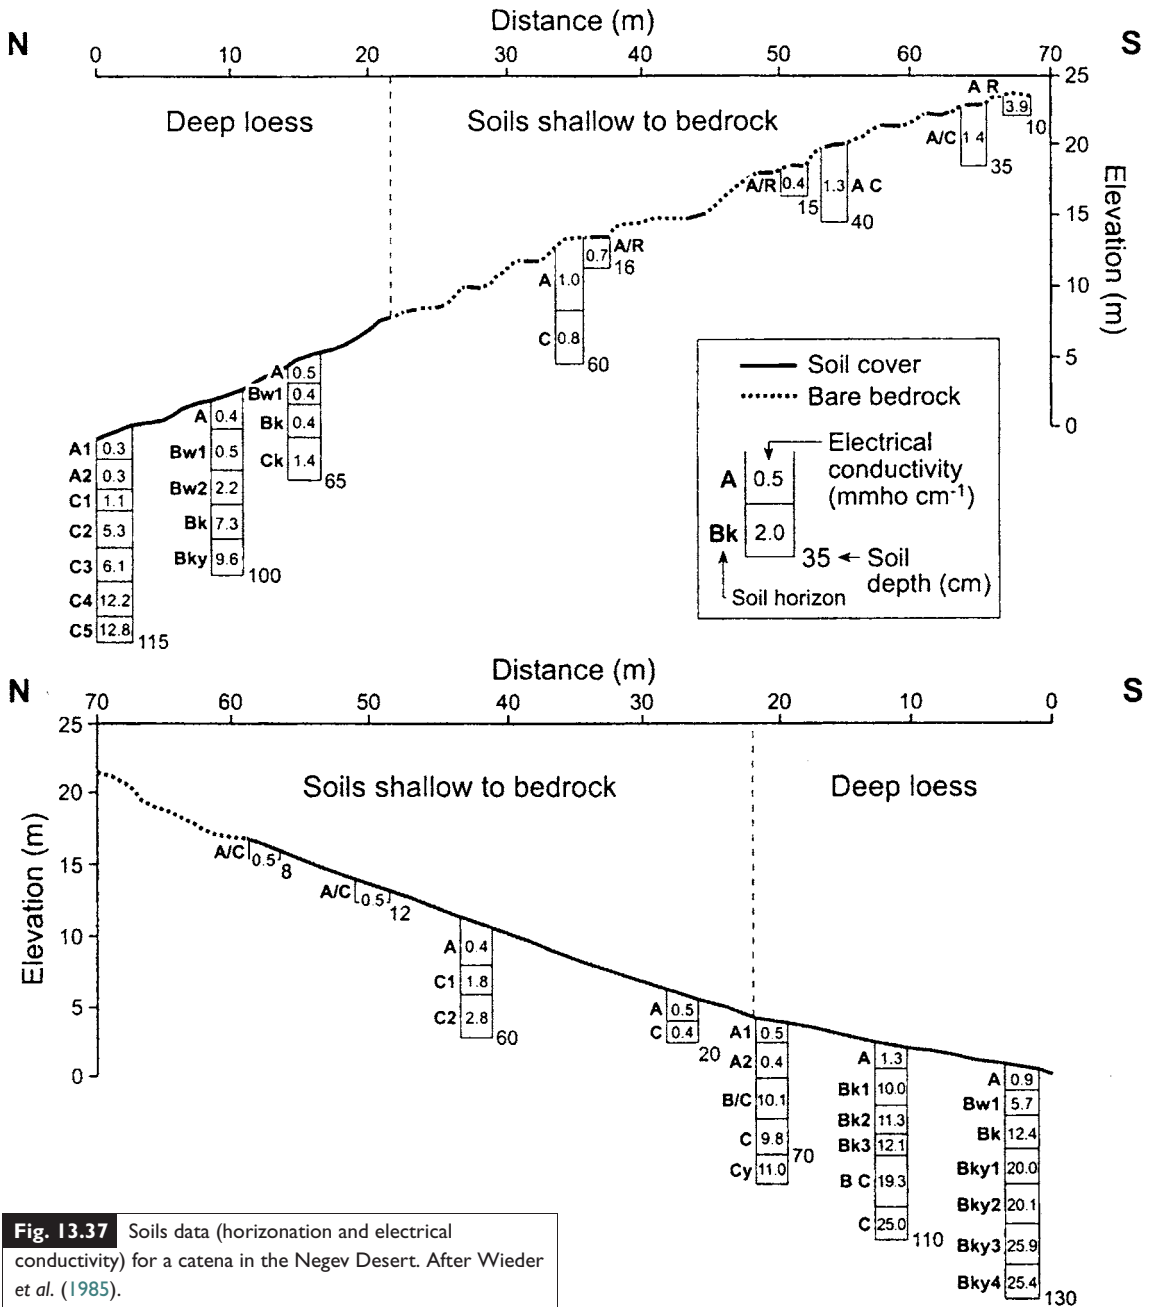 Distance (m)
N S
0 10 20 30 40 50 60 70
Deep loess
Soils shallow to bedrock
25
20
15
10
5
0
Elevation (m)
A R
3.9
10
A/C 1.4
35
A/R 0.4
15
1.3 A C
40
A/R
0.7
16
A 1.0
C 0.8
60
A 0.5
Bw1 0.4
Bk 0.4
Ck 1.4
65
A 0.4
Bw1 0.5
Bw2 2.2
Bk 7.3
Bky 9.6
100
A1 0.3
A2 0.3
C1 1.1
C2 5.3
C3 6.1
C4 12.2
C5 12.8
115
Soil cover
Bare bedrock
Electrical
conductivity
(mmho cm-1)
A 0.5
Bk 2.0
35 Soil
depth (cm)
Soil horizon
Distance (m)
N S
70 60 50 40 30 20 10 0
25
20
15
10
5
0
Elevation (m)
Soils shallow to bedrock
Deep loess
A/C 0.5
8
A/C 0.5
12
A 0.4
C1 1.8
C2 2.8
60
A 0.5
C 0.4
20
A1 0.5
A2 0.4
B/C 10.1
C 9.8
70
Cy 11.0
A 1.3
Bk1 10.0
Bk2 11.3
Bk3 12.1
B C 19.3
C 25.0
110
A 0.9
Bw1 5.7
Bk 12.4
Bky1 20.0
Bky2 20.1
Bky3 25.9
Bky4 25.4
130
Fig. 13.37 Soils data (horizonation and electrical
conductivity) for a catena in the Negev Desert. After Wieder
et al. (1985).